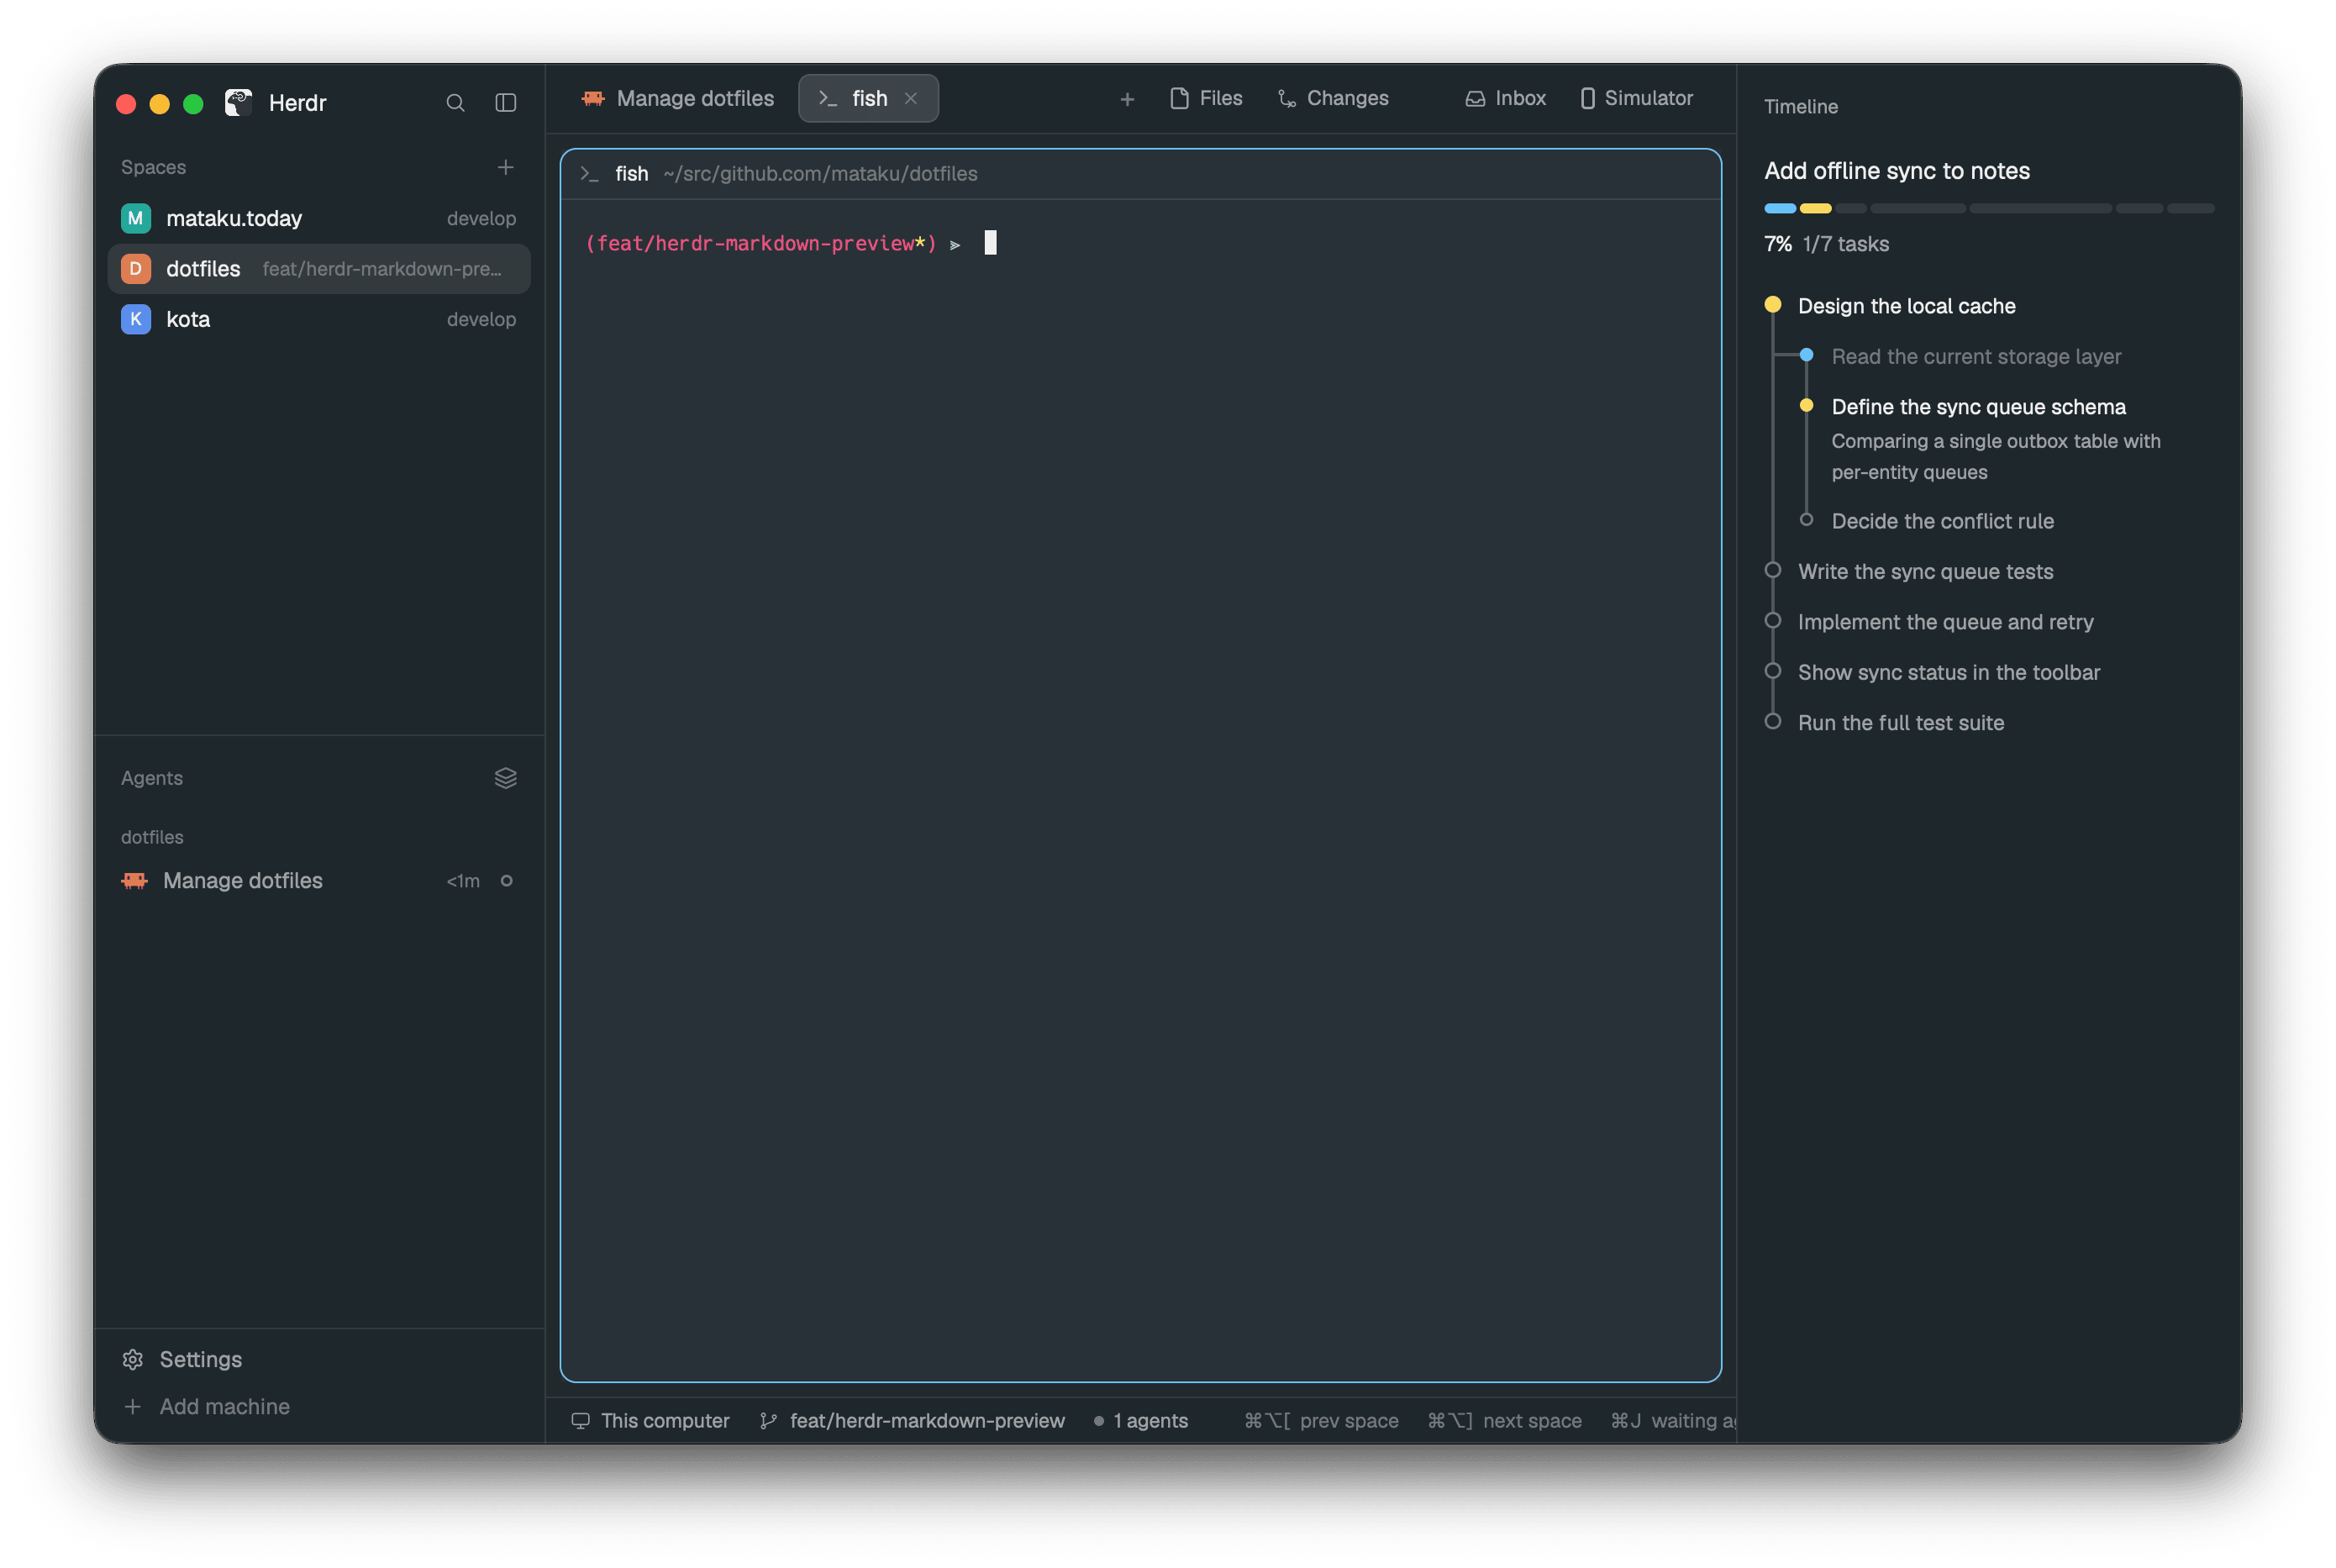 Herdr
Spaces
M mataku.today develop
D dotfiles feat/herdr-markdown-pre...
K kota develop
Agents
dotfiles
Manage dotfiles <1m
Settings
Add machine
Manage dotfiles
fish
Files
Changes
Inbox
Simulator
fish ~/src/github.com/mataku/dotfiles
(feat/herdr-markdown-preview*) ➤
This computer
feat/herdr-markdown-preview
1 agents
⌘⌥[ prev space
⌘⌥] next space
⌘J waiting a
Timeline
Add offline sync to notes
7% 1/7 tasks
Design the local cache
Read the current storage layer
Define the sync queue schema
Comparing a single outbox table with
per-entity queues
Decide the conflict rule
Write the sync queue tests
Implement the queue and retry
Show sync status in the toolbar
Run the full test suite